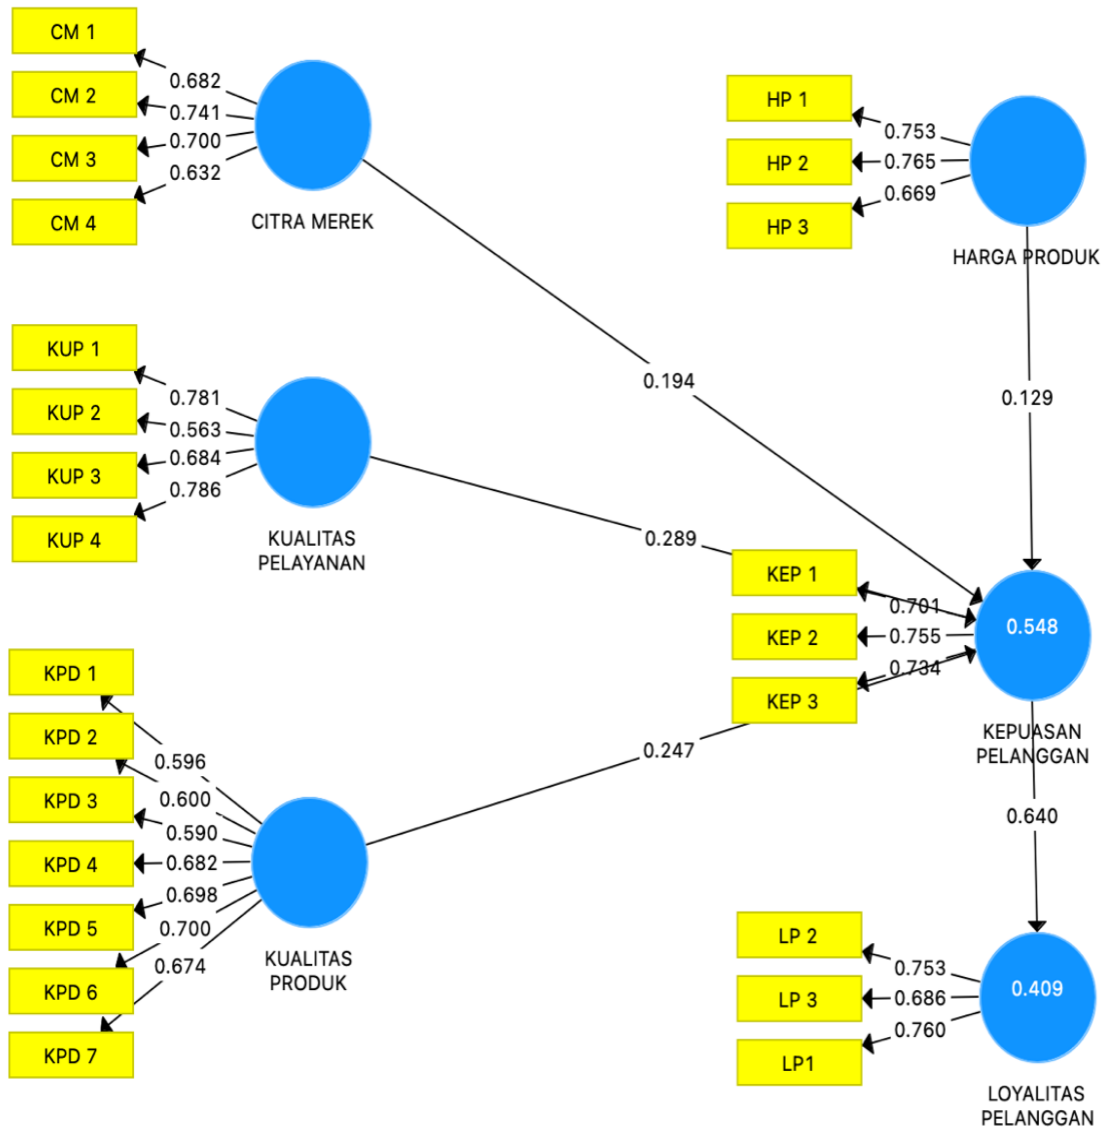 CM 1
CM 2
CM 3
CM 4
0.682
0.741
0.700
0.632
CITRA MEREK
HP 1
HP 2
HP 3
0.753
0.765
0.669
HARGA PRODUK
0.194
0.129
KUP 1
KUP 2
KUP 3
KUP 4
0.781
0.563
0.684
0.786
KUALITAS
PELAYANAN
0.289
KEP 1
KEP 2
KEP 3
0.701
0.755
0.734
0.548
KEPUASAN
PELANGGAN
0.247
0.640
KPD 1
KPD 2
KPD 3
KPD 4
KPD 5
KPD 6
KPD 7
0.596
0.600
0.590
0.682
0.698
0.700
0.674
KUALITAS
PRODUK
LP 2
LP 3
LP1
0.753
0.686
0.760
0.409
LOYALITAS
PELANGGAN